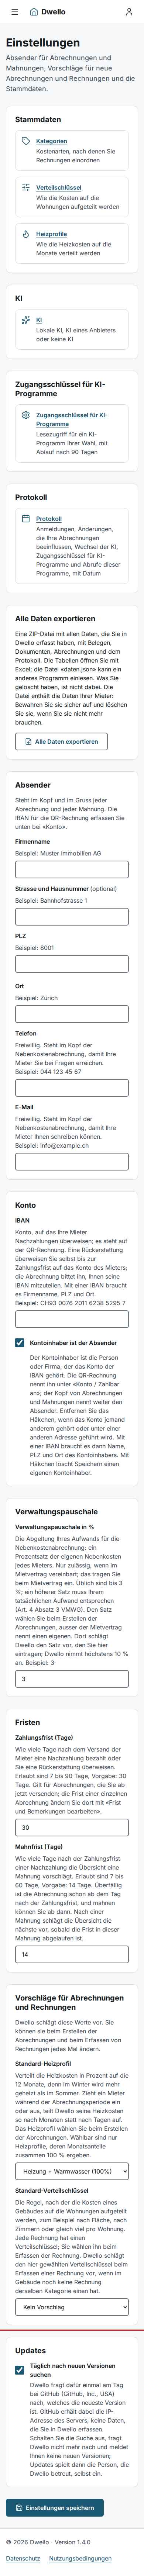 Dwello
Einstellungen
Absender für Abrechnungen und
Mahnungen, Vorschläge für neue
Abrechnungen und Rechnungen und die
Stammdaten.
Stammdaten
Kategorien
Kostenarten, nach denen Sie
Rechnungen einordnen
Verteilschlüssel
Wie die Kosten auf die
Wohnungen aufgeteilt werden
Heizprofile
Wie die Heizkosten auf die
Monate verteilt werden
KI
KI
Lokale KI, KI eines Anbieters
oder keine KI
Zugangsschlüssel für KI-
Programme
Zugangsschlüssel für KI-
Programme
Lesezugriff für ein KI-
Programm Ihrer Wahl, mit
Ablauf nach 90 Tagen
Protokoll
Protokoll
Anmeldungen, Änderungen,
die Ihre Abrechnungen
beeinflussen, Wechsel der KI,
Zugangsschlüssel für KI-
Programme und Abrufe dieser
Programme, mit Datum
Alle Daten exportieren
Eine ZIP-Datei mit allen Daten, die Sie in
Dwello erfasst haben, mit Belegen,
Dokumenten, Abrechnungen und dem
Protokoll. Die Tabellen öffnen Sie mit
Excel; die Datei «daten.json» kann ein
anderes Programm einlesen. Was Sie
gelöscht haben, ist nicht dabei. Die
Datei enthält die Daten Ihrer Mieter:
Bewahren Sie sie sicher auf und löschen
Sie sie, wenn Sie sie nicht mehr
brauchen.
Alle Daten exportieren
Absender
Steht im Kopf und im Gruss jeder
Abrechnung und jeder Mahnung. Die
IBAN für die QR-Rechnung erfassen Sie
unten bei «Konto».
Firmenname
Beispiel: Muster Immobilien AG
Strasse und Hausnummer (optional)
Beispiel: Bahnhofstrasse 1
PLZ
Beispiel: 8001
Ort
Beispiel: Zürich
Telefon
Freiwillig. Steht im Kopf der
Nebenkostenabrechnung, damit Ihre
Mieter Sie bei Fragen erreichen.
Beispiel: 044 123 45 67
E-Mail
Freiwillig. Steht im Kopf der
Nebenkostenabrechnung, damit Ihre
Mieter Ihnen schreiben können.
Beispiel: info@example.ch
Konto
IBAN
Konto, auf das Ihre Mieter
Nachzahlungen überweisen; es steht auf
der QR-Rechnung. Eine Rückerstattung
überweisen Sie selbst bis zur
Zahlungsfrist auf das Konto des Mieters;
die Abrechnung bittet ihn, Ihnen seine
IBAN mitzuteilen. Mit einer IBAN braucht
es Firmenname, PLZ und Ort.
Beispiel: CH93 0076 2011 6238 5295 7
Kontoinhaber ist der Absender
Der Kontoinhaber ist die Person
oder Firma, der das Konto der
IBAN gehört. Die QR-Rechnung
nennt ihn unter «Konto / Zahlbar
an»; der Kopf von Abrechnungen
und Mahnungen nennt weiter den
Absender. Entfernen Sie das
Häkchen, wenn das Konto jemand
anderem gehört oder unter einer
anderen Adresse geführt wird. Mit
einer IBAN braucht es dann Name,
PLZ und Ort des Kontoinhabers. Mit
Häkchen löscht Speichern einen
eigenen Kontoinhaber.
Verwaltungspauschale
Verwaltungspauschale in %
Die Abgeltung Ihres Aufwands für die
Nebenkostenabrechnung: ein
Prozentsatz der eigenen Nebenkosten
jedes Mieters. Nur zulässig, wenn im
Mietvertrag vereinbart; das tragen Sie
beim Mietvertrag ein. Üblich sind bis 3
%; ein höherer Satz muss Ihrem
tatsächlichen Aufwand entsprechen
(Art. 4 Absatz 3 VMWG). Den Satz
wählen Sie beim Erstellen der
Abrechnungen, ausser der Mietvertrag
nennt einen eigenen. Dort schlägt
Dwello den Satz vor, den Sie hier
eintragen; Dwello nimmt höchstens 10 %
an. Beispiel: 3
3
Fristen
Zahlungsfrist (Tage)
Wie viele Tage nach dem Versand der
Mieter eine Nachzahlung bezahlt oder
Sie eine Rückerstattung überweisen.
Erlaubt sind 7 bis 90 Tage, Vorgabe: 30
Tage. Gilt für Abrechnungen, die Sie ab
jetzt versenden; die Frist einer einzelnen
Abrechnung ändern Sie dort mit «Frist
und Bemerkungen bearbeiten».
30
Mahnfrist (Tage)
Wie viele Tage nach der Zahlungsfrist
einer Nachzahlung die Übersicht eine
Mahnung vorschlägt. Erlaubt sind 7 bis
60 Tage, Vorgabe: 14 Tage. Überfällig
ist die Abrechnung schon ab dem Tag
nach der Zahlungsfrist, und mahnen
können Sie ab dann. Nach einer
Mahnung schlägt die Übersicht die
nächste vor, sobald die Frist in dieser
Mahnung abgelaufen ist.
14
Vorschläge für Abrechnungen
und Rechnungen
Dwello schlägt diese Werte vor. Sie
können sie beim Erstellen der
Abrechnungen und beim Erfassen von
Rechnungen jedes Mal ändern.
Standard-Heizprofil
Verteilt die Heizkosten in Prozent auf die
12 Monate, denn im Winter wird mehr
geheizt als im Sommer. Zieht ein Mieter
während der Abrechnungsperiode ein
oder aus, teilt Dwello seine Heizkosten
so nach Monaten statt nach Tagen auf.
Das Heizprofil wählen Sie beim Erstellen
der Abrechnungen. Wählbar sind nur
Heizprofile, deren Monatsanteile
zusammen 100 % ergeben.
Heizung + Warmwasser (100%)
Standard-Verteilschlüssel
Die Regel, nach der die Kosten eines
Gebäudes auf die Wohnungen aufgeteilt
werden, zum Beispiel nach Fläche, nach
Zimmern oder gleich viel pro Wohnung.
Jede Rechnung hat einen
Verteilschlüssel; Sie wählen ihn beim
Erfassen der Rechnung. Dwello schlägt
den hier gewählten Verteilschlüssel beim
Erfassen einer Rechnung vor, wenn im
Gebäude noch keine Rechnung
derselben Kategorie einen hat.
Kein Vorschlag
Updates
Täglich nach neuen Versionen
suchen
Dwello fragt dafür einmal am Tag
bei GitHub (GitHub, Inc., USA)
nach, welches die neueste Version
ist. GitHub erfährt dabei die IP-
Adresse des Servers, keine Daten,
die Sie in Dwello erfassen.
Schalten Sie die Suche aus, fragt
Dwello nicht mehr nach und meldet
Ihnen keine neuen Versionen;
Updates spielt dann die Person, die
Dwello betreut, selbst ein.
Einstellungen speichern
© 2026 Dwello · Version 1.4.0
Datenschutz Nutzungsbedingungen